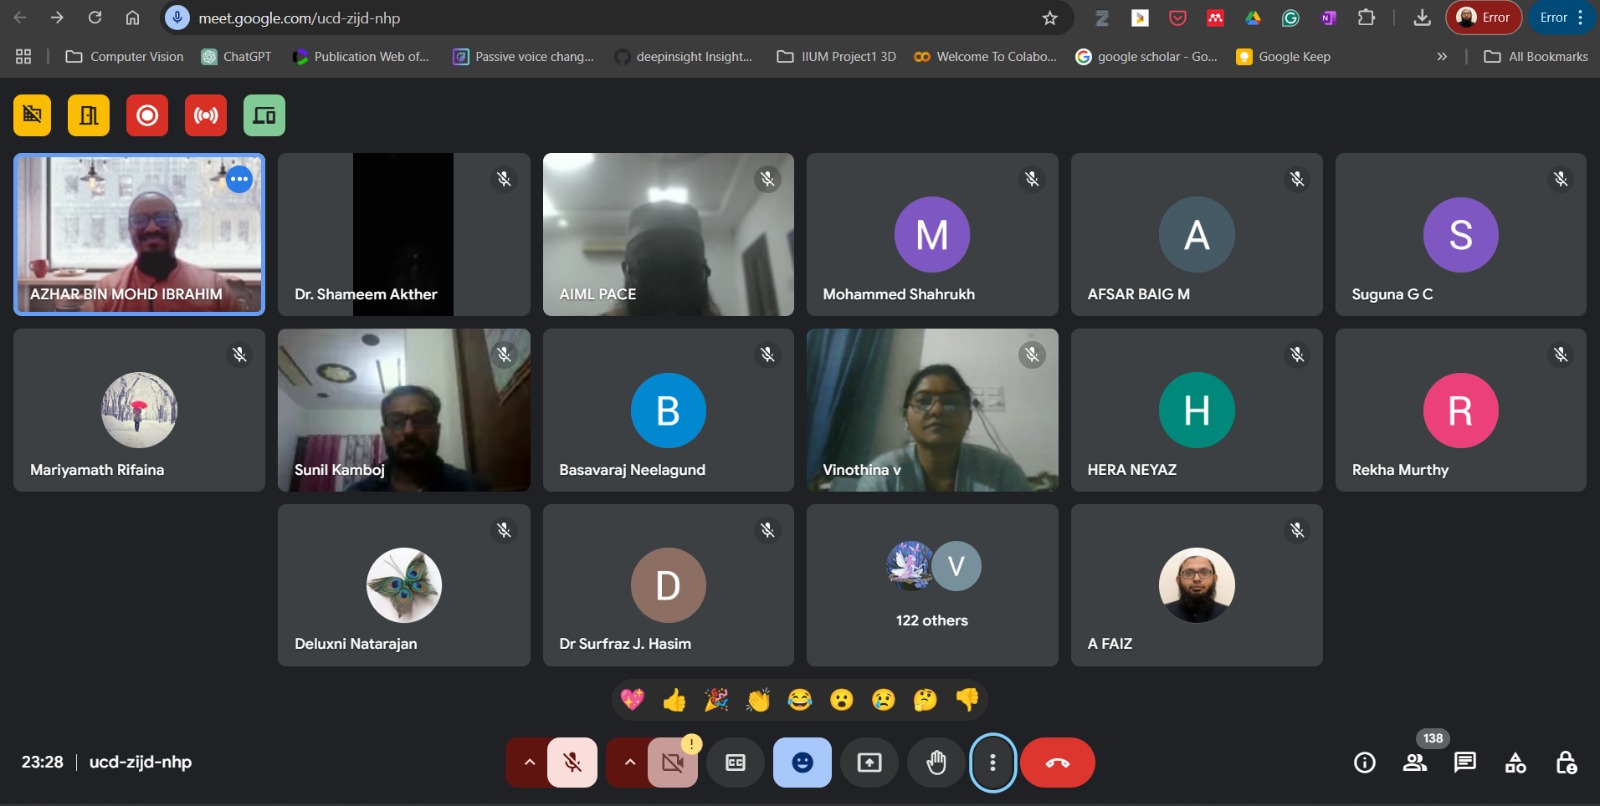 meet.google.com/ucd-zijd-nhp
Error
Error
Computer Vision
ChatGPT
Publication Web of...
Passive voice chang...
deepinsight Insight...
IIUM Project1 3D
Welcome To Colabo...
google scholar - Go...
Google Keep
All Bookmarks
AZHAR BIN MOHD IBRAHIM
Dr. Shameem Akther
AIML PACE
M
Mohammed Shahrukh
A
AFSAR BAIG M
S
Suguna G C
Mariyamath Rifaina
Sunil Kamboj
B
Basavaraj Neelagund
Vinothina v
H
HERA NEYAZ
R
Rekha Murthy
Deluxni Natarajan
D
Dr Surfraz J. Hasim
V
122 others
A FAIZ
23:28
ucd-zijd-nhp
138